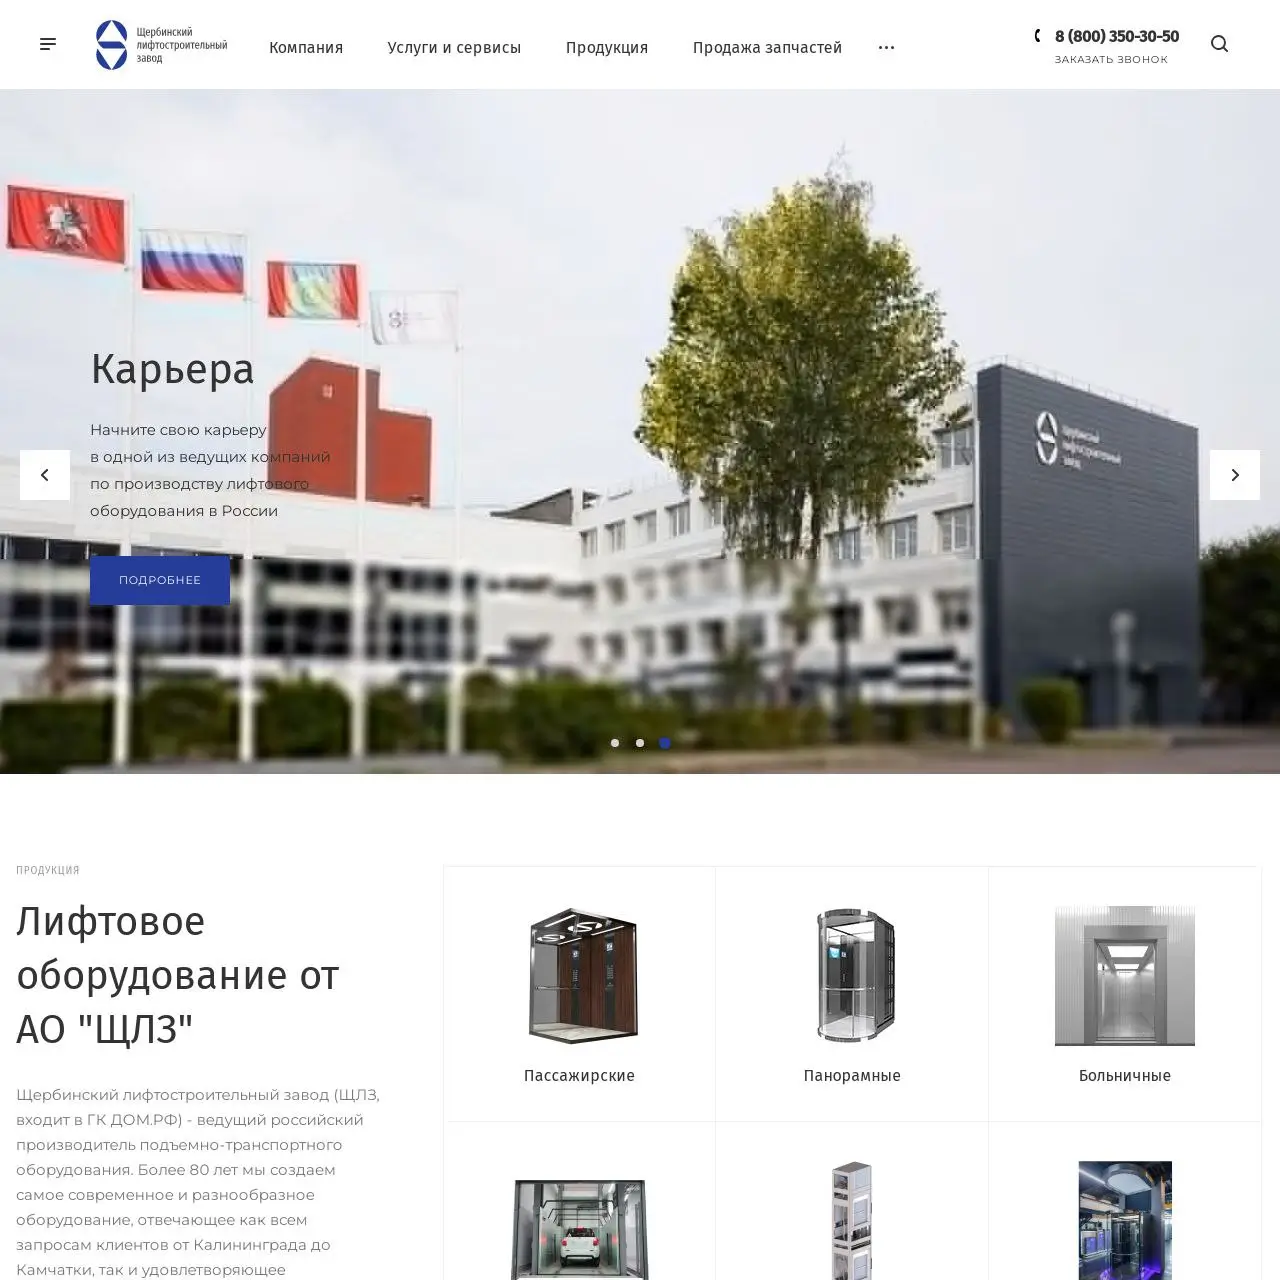 Щербинский
лифтостроительный
завод
Компания
Услуги и сервисы
Продукция
Продажа запчастей
8 (800) 350-30-50
ЗАКАЗАТЬ ЗВОНОК
Карьера
Начните свою карьеру
в одной из ведущих компаний
по производству лифтового
оборудования в России
ПОДРОБНЕЕ
Щербинский
лифтостроительный
завод
ПРОДУКЦИЯ
Лифтовое
оборудование от
АО "ЩЛЗ"
Щербинский лифтостроительный завод (ЩЛЗ,
входит в ГК ДОМ.РФ) - ведущий российский
производитель подъемно-транспортного
оборудования. Более 80 лет мы создаем
самое современное и разнообразное
оборудование, отвечающее как всем
запросам клиентов от Калининграда до
Камчатки, так и удовлетворяющее
Пассажирские
Панорамные
Больничные